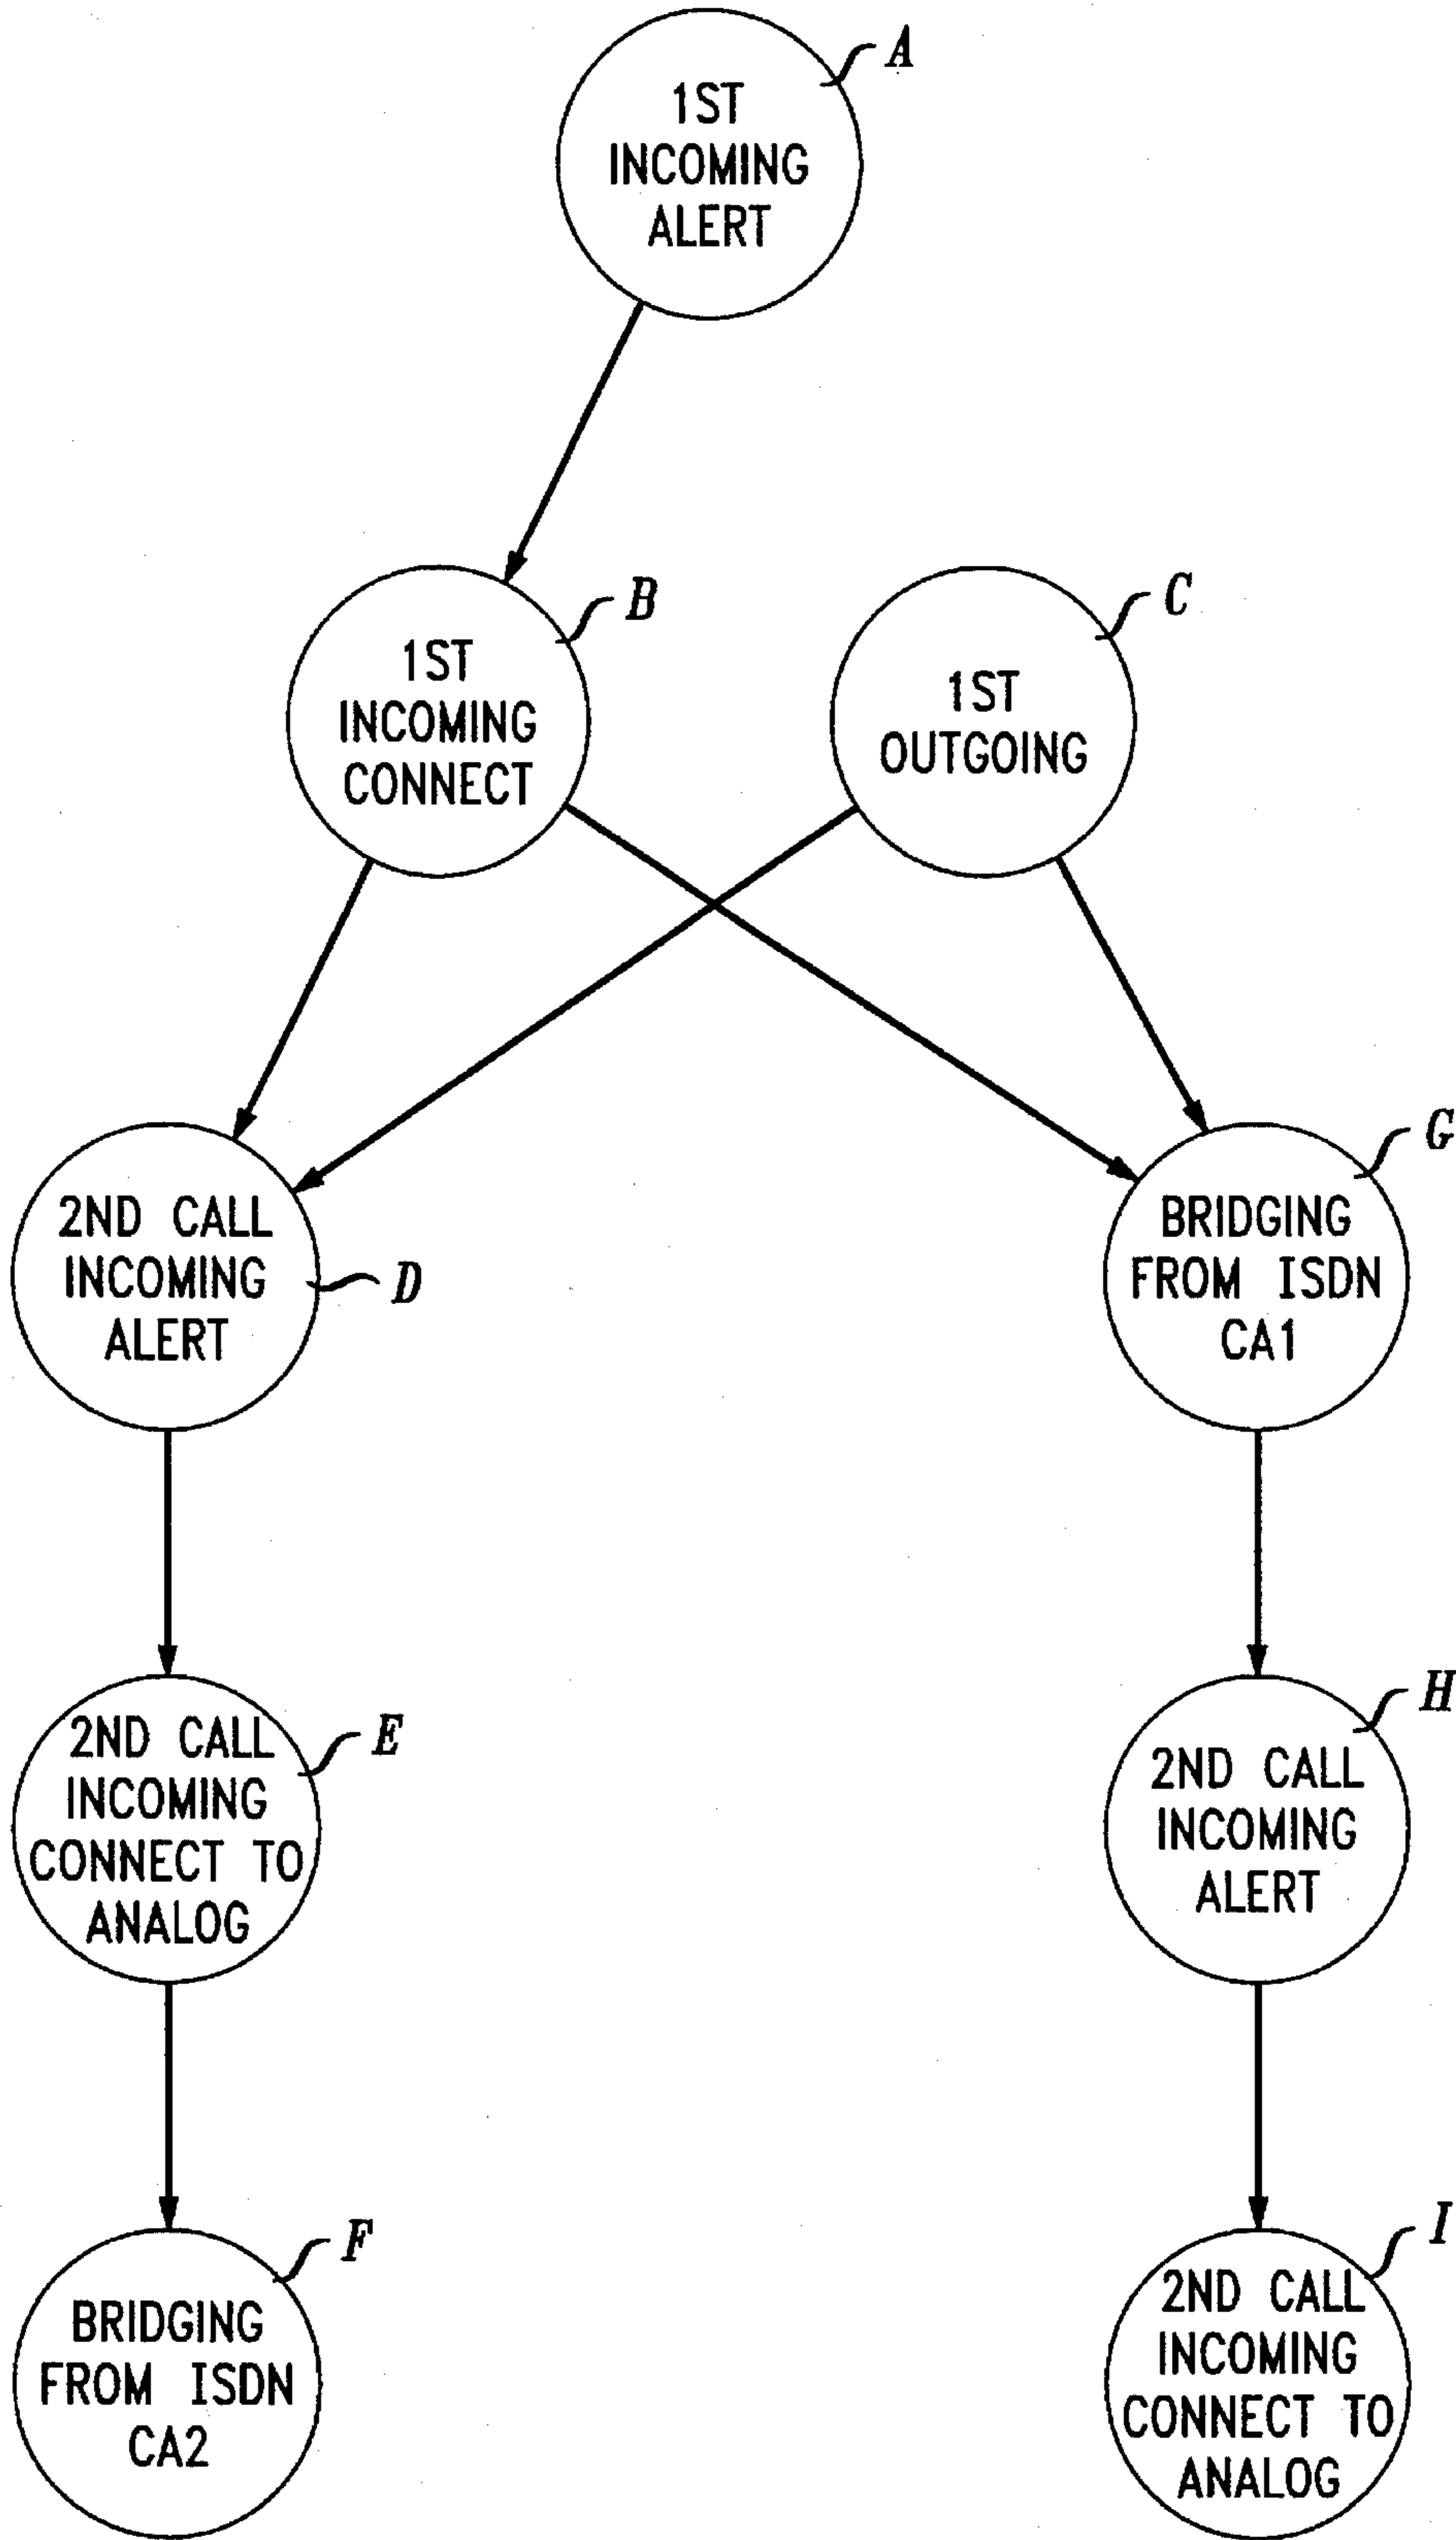 A
1ST
INCOMING
ALERT
B
1ST
INCOMING
CONNECT
C
1ST
OUTGOING
2ND CALL
INCOMING
ALERT
D
G
BRIDGING
FROM ISDN
CA1
E
2ND CALL
INCOMING
CONNECT TO
ANALOG
H
2ND CALL
INCOMING
ALERT
F
BRIDGING
FROM ISDN
CA2
I
2ND CALL
INCOMING
CONNECT TO
ANALOG